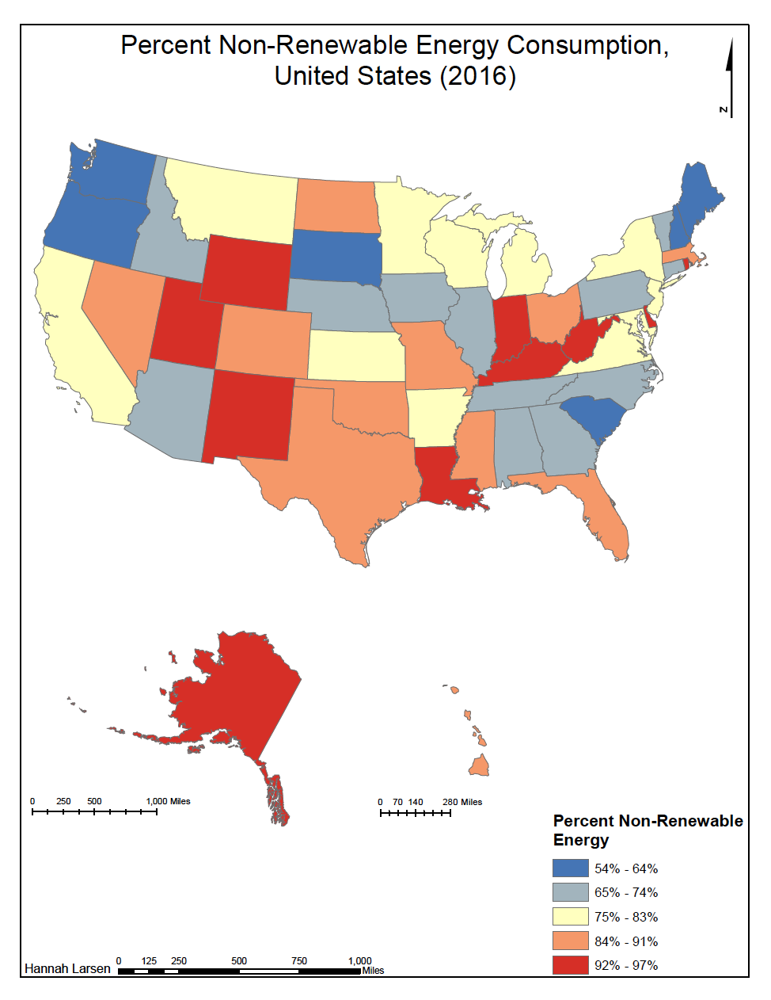 Percent Non-Renewable Energy Consumption,
United States (2016)
N
0 250 500 1,000 Miles
0 70 140 280 Miles
Percent Non-Renewable
Energy
54% - 64%
65% - 74%
75% - 83%
84% - 91%
92% - 97%
Hannah Larsen
0 125 250 500 750 1,000
Miles